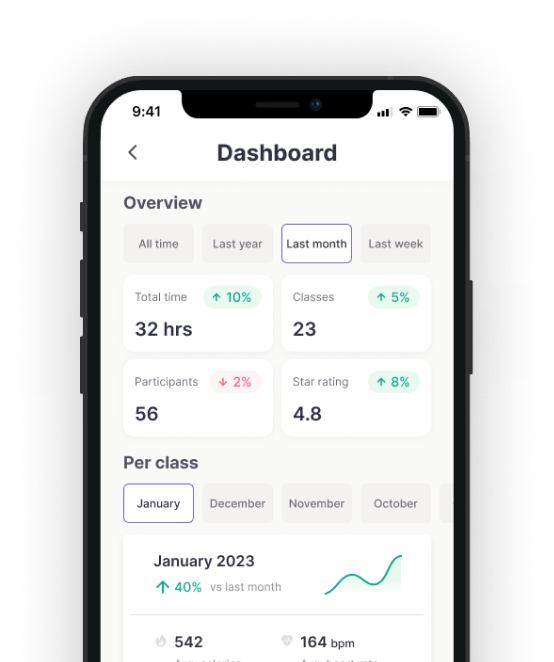 9:41
Dashboard
Overview
All time Last year Last month Last week
Total time 10% Classes 5%
32 hrs 23
Participants 2% Star rating 8%
56 4.8
Per class
January December November October
January 2023
40% vs last month
542 164 bpm